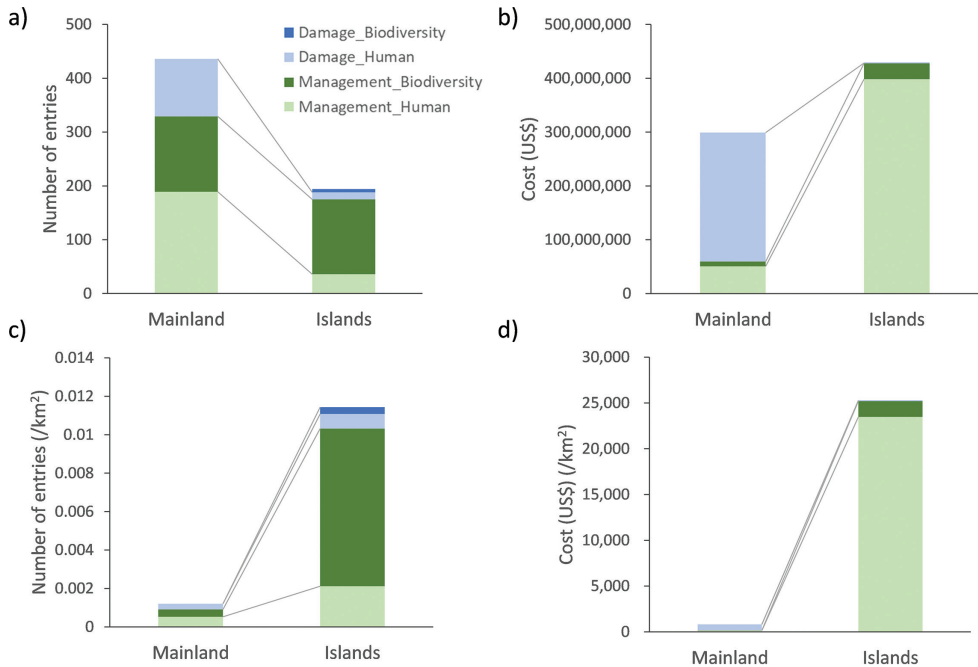 a)
500
400
300
200
100
0
Number of entries
Damage_Biodiversity
Damage_Human
Management_Biodiversity
Management_Human
Mainland
Islands
b)
500,000,000
400,000,000
300,000,000
200,000,000
100,000,000
0
Cost (US$)
Mainland
Islands
c)
0.014
0.012
0.01
0.008
0.006
0.004
0.002
0
Number of entries (/km²)
Mainland
Islands
d)
30,000
25,000
20,000
15,000
10,000
5,000
0
Cost (US$) (/km²)
Mainland
Islands